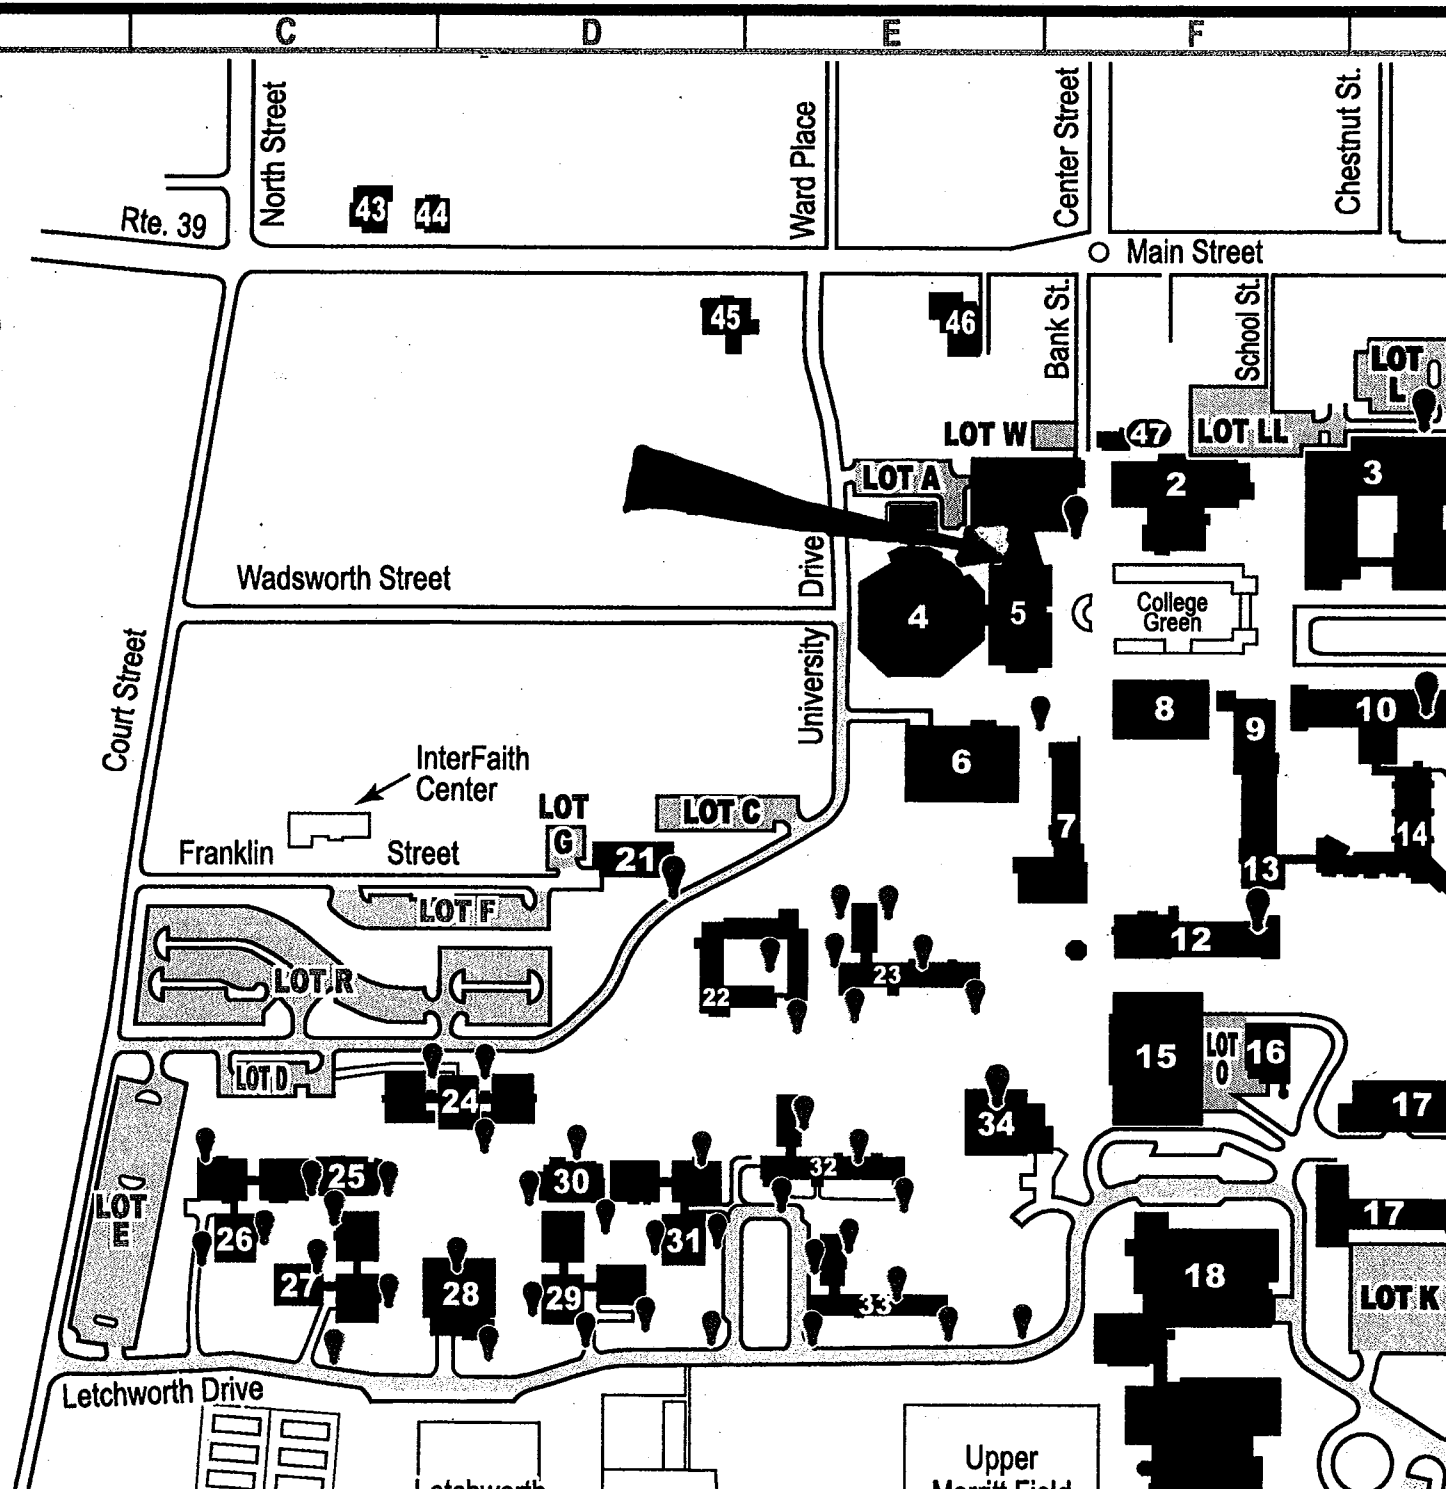 C D E F
North Street
Ward Place
Center Street
Chestnut St.
Rte. 39
43
44
Main Street
45
46
Bank St.
School St.
LOT
L
LOT W
47
LOT LL
LOT A
2
3
Wadsworth Street
University
Drive
4
5
College
Green
Court Street
8
9
10
6
InterFaith
Center
LOT
G
LOT C
7
14
Franklin Street
21
13
LOT F
12
LOT R
22
23
15
LOT
O
16
LOT D
24
34
17
25
30
32
LOT
E
26
31
17
27
28
29
33
18
LOT K
Letchworth Drive
Upper
Merritt Field
Letchworth